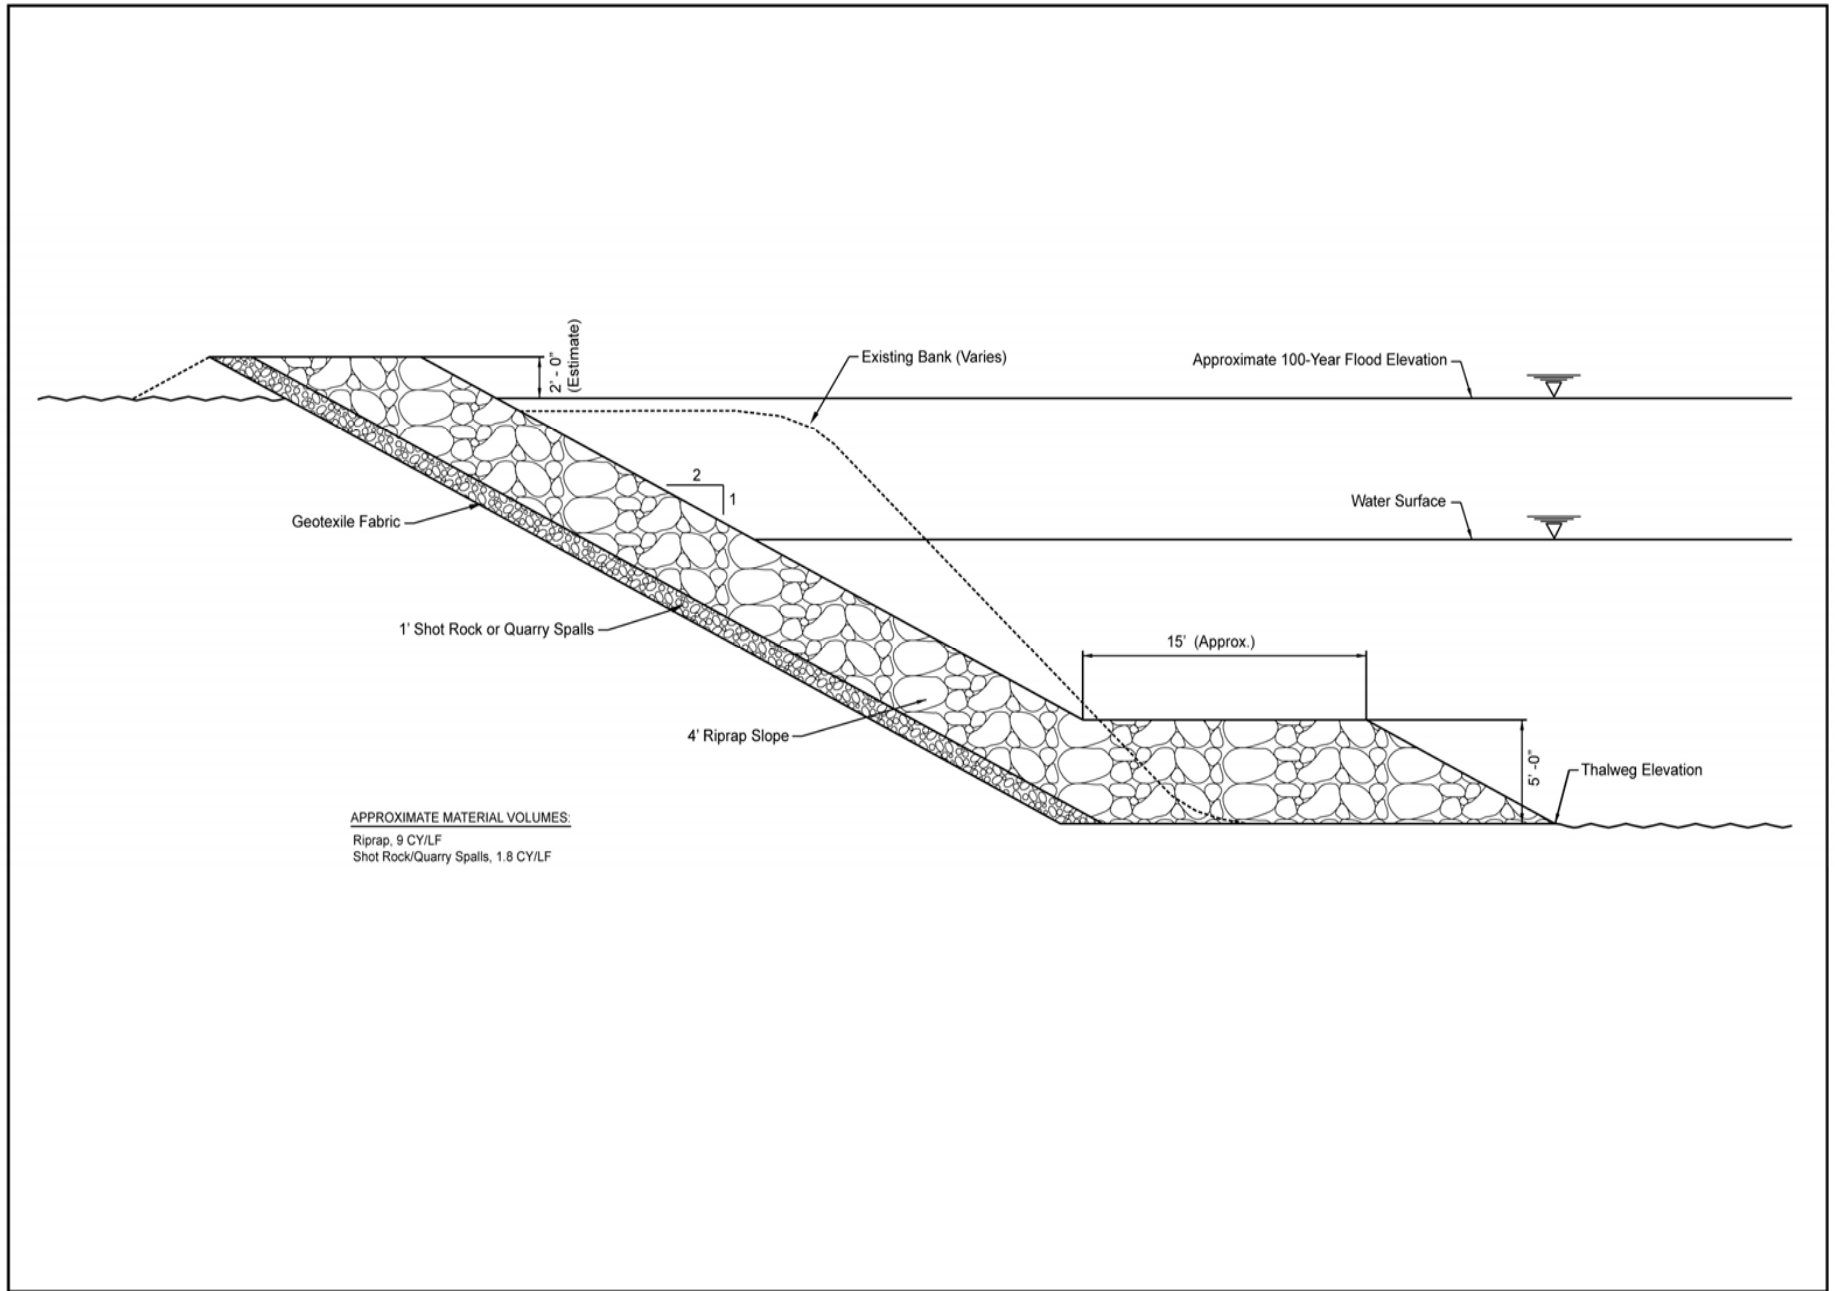 2' - 0"
(Estimate)
Existing Bank (Varies)
Approximate 100-Year Flood Elevation
2
1
Water Surface
Geotexile Fabric
1' Shot Rock or Quarry Spalls
15' (Approx.)
4' Riprap Slope
5' -0"
Thalweg Elevation
APPROXIMATE MATERIAL VOLUMES:
Riprap, 9 CY/LF
Shot Rock/Quarry Spalls, 1.8 CY/LF